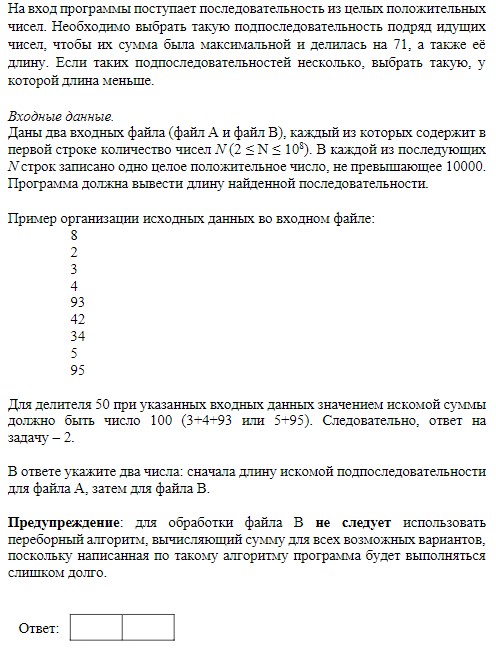 На вход программы поступает последовательность из целых положительных
чисел. Необходимо выбрать такую подпоследовательность подряд идущих
чисел, чтобы их сумма была максимальной и делилась на 71, а также её
длину. Если таких подпоследовательностей несколько, выбрать такую, у
которой длина меньше.
Входные данные.
Даны два входных файла (файл A и файл B), каждый из которых содержит в
первой строке количество чисел N (2 ≤ N ≤ 10⁸). В каждой из последующих
N строк записано одно целое положительное число, не превышающее 10000.
Программа должна вывести длину найденной последовательности.
Пример организации исходных данных во входном файле:
8
2
3
4
93
42
34
5
95
Для делителя 50 при указанных входных данных значением искомой суммы
должно быть число 100 (3+4+93 или 5+95). Следовательно, ответ на
задачу – 2.
В ответе укажите два числа: сначала длину искомой подпоследовательности
для файла A, затем для файла B.
Предупреждение: для обработки файла B не следует использовать
переборный алгоритм, вычисляющий сумму для всех возможных вариантов,
поскольку написанная по такому алгоритму программа будет выполняться
слишком долго.
Ответ: